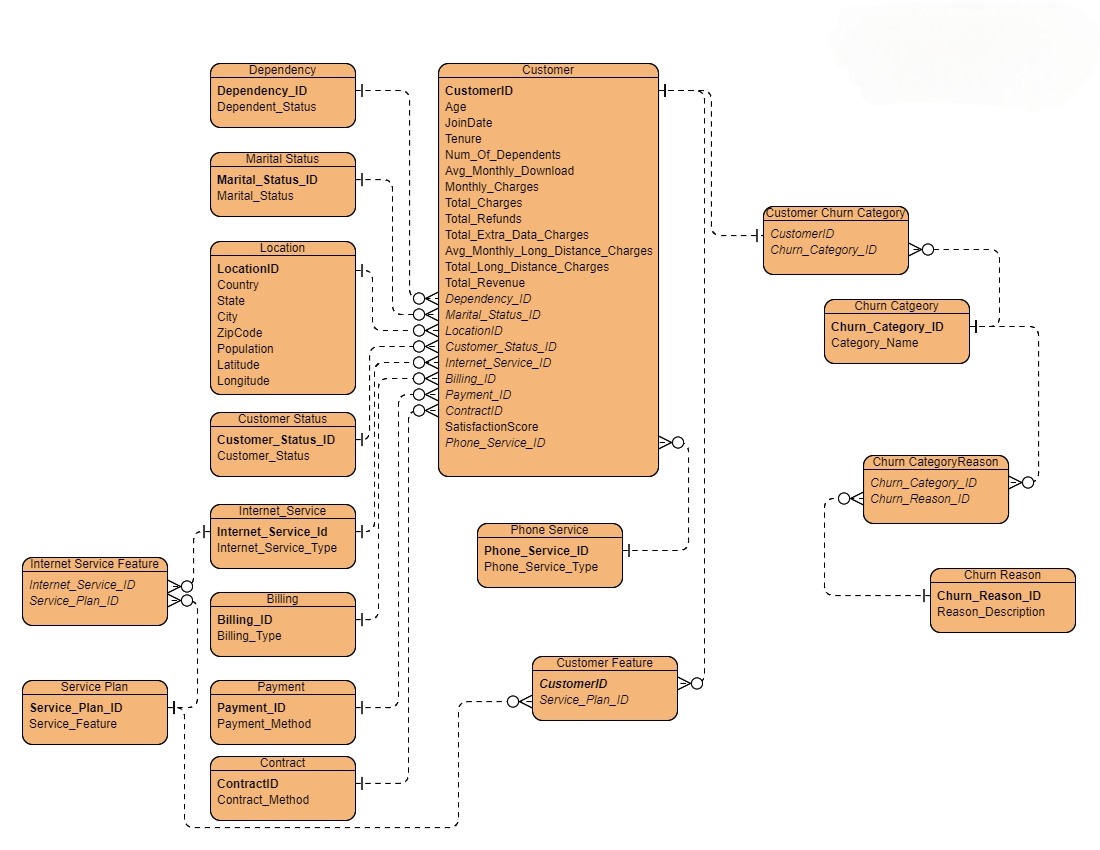 Dependency
Dependency_ID
Dependent_Status
Marital Status
Marital_Status_ID
Marital_Status
Location
LocationID
Country
State
City
ZipCode
Population
Latitude
Longitude
Customer Status
Customer_Status_ID
Customer_Status
Internet_Service
Internet_Service_Id
Internet_Service_Type
Internet Service Feature
Internet_Service_ID
Service_Plan_ID
Billing
Billing_ID
Billing_Type
Service Plan
Service_Plan_ID
Service_Feature
Payment
Payment_ID
Payment_Method
Contract
ContractID
Contract_Method
Customer
CustomerID
Age
JoinDate
Tenure
Num_Of_Dependents
Avg_Monthly_Download
Monthly_Charges
Total_Charges
Total_Refunds
Total_Extra_Data_Charges
Avg_Monthly_Long_Distance_Charges
Total_Long_Distance_Charges
Total_Revenue
Dependency_ID
Marital_Status_ID
LocationID
Customer_Status_ID
Internet_Service_ID
Billing_ID
Payment_ID
ContractID
SatisfactionScore
Phone_Service_ID
Phone Service
Phone_Service_ID
Phone_Service_Type
Customer Feature
CustomerID
Service_Plan_ID
Customer Churn Category
CustomerID
Churn_Category_ID
Churn Catgeory
Churn_Category_ID
Category_Name
Churn CategoryReason
Churn_Category_ID
Churn_Reason_ID
Churn Reason
Churn_Reason_ID
Reason_Description